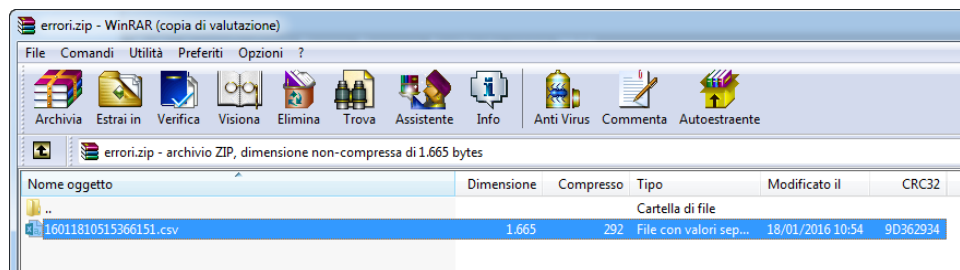 errori.zip - WinRAR (copia di valutazione)
File Comandi Utilità Preferiti Opzioni ?
Archivia Estrai in Verifica Visiona Elimina Trova Assistente Info Anti Virus Commenta Autoestraente
errori.zip - archivio ZIP, dimensione non-compressa di 1.665 bytes
Nome oggetto Dimensione Compresso Tipo Modificato il CRC32
.. Cartella di file
16011810515366151.csv 1.665 292 File con valori sep... 18/01/2016 10:54 9D362934